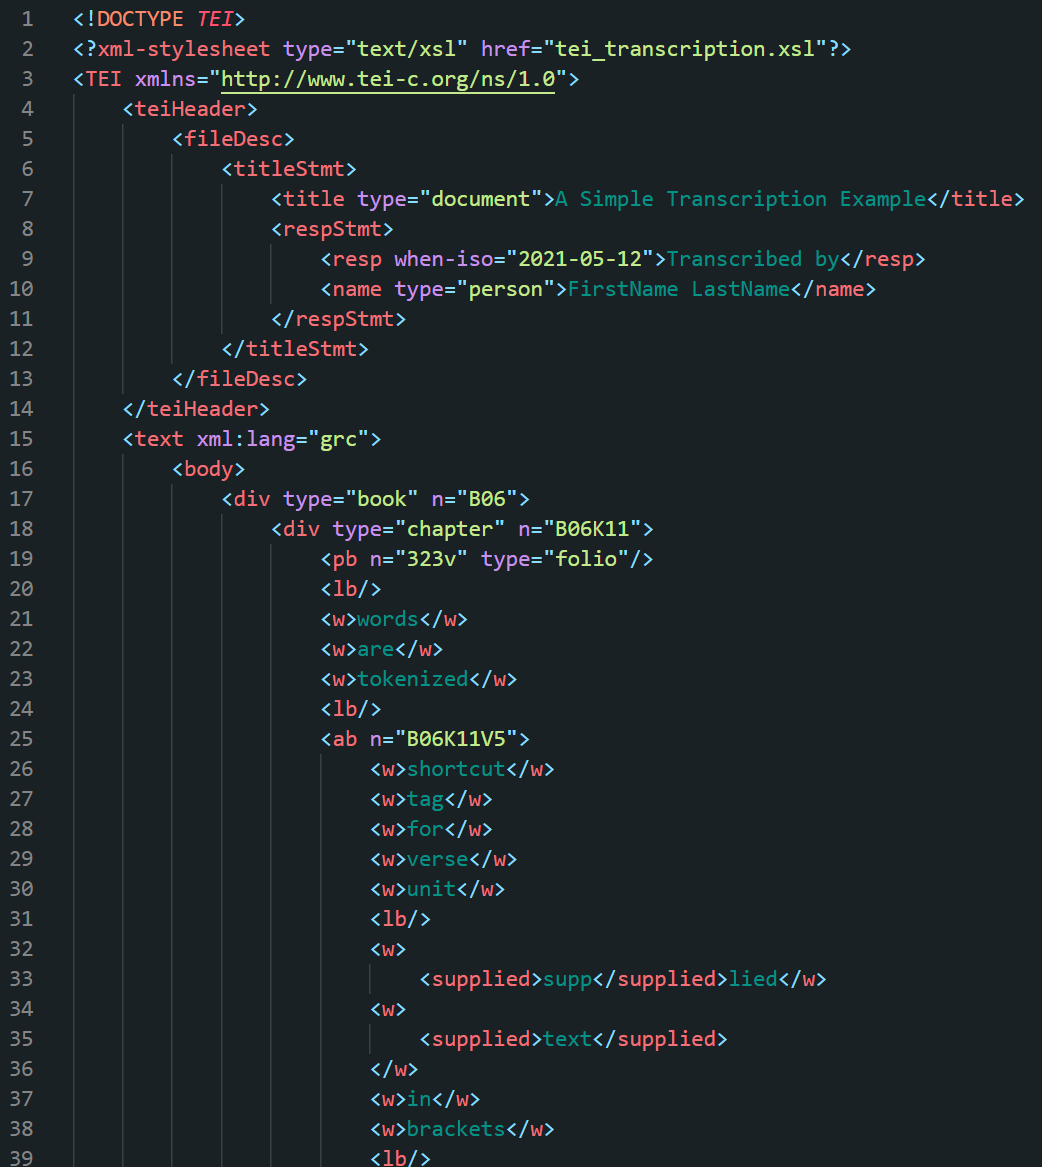 1 <!DOCTYPE TEI>
2 <?xml-stylesheet type="text/xsl" href="tei_transcription.xsl"?>
3 <TEI xmlns="http://www.tei-c.org/ns/1.0">
4 <teiHeader>
5 <fileDesc>
6 <titleStmt>
7 <title type="document">A Simple Transcription Example</title>
8 <respStmt>
9 <resp when-iso="2021-05-12">Transcribed by</resp>
10 <name type="person">FirstName LastName</name>
11 </respStmt>
12 </titleStmt>
13 </fileDesc>
14 </teiHeader>
15 <text xml:lang="grc">
16 <body>
17 <div type="book" n="B06">
18 <div type="chapter" n="B06K11">
19 <pb n="323v" type="folio"/>
20 <lb/>
21 <w>words</w>
22 <w>are</w>
23 <w>tokenized</w>
24 <lb/>
25 <ab n="B06K11V5">
26 <w>shortcut</w>
27 <w>tag</w>
28 <w>for</w>
29 <w>verse</w>
30 <w>unit</w>
31 <lb/>
32 <w>
33 <supplied>supp</supplied>lied</w>
34 <w>
35 <supplied>text</supplied>
36 </w>
37 <w>in</w>
38 <w>brackets</w>
39 <lb/>